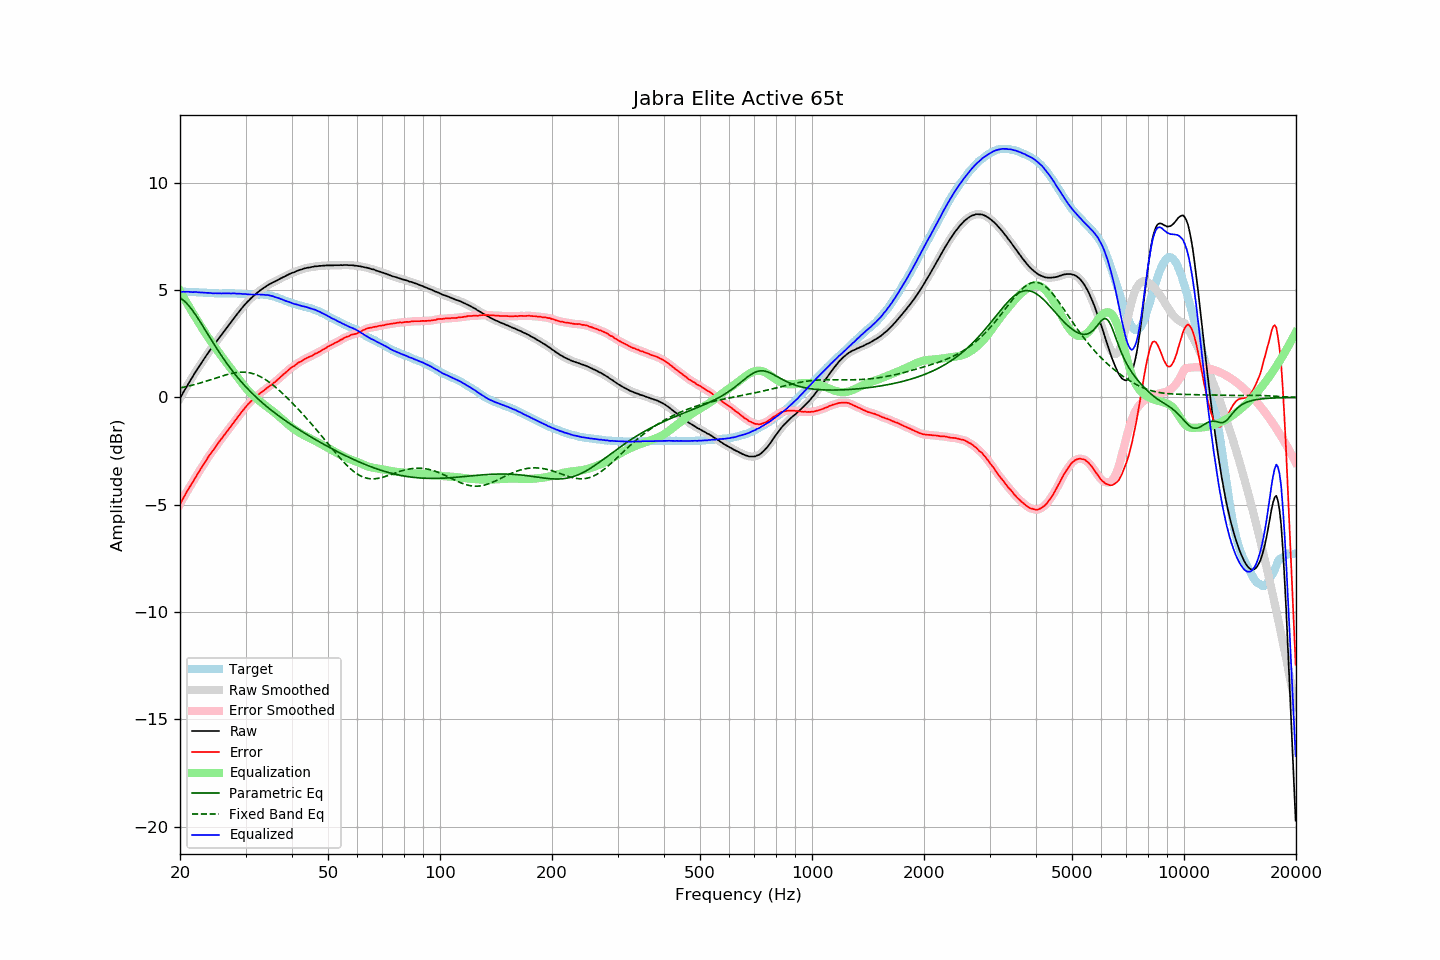 Jabra Elite Active 65t
Amplitude (dBr)
10
5
0
−5
−10
−15
−20
Target
Raw Smoothed
Error Smoothed
Raw
Error
Equalization
Parametric Eq
Fixed Band Eq
Equalized
20 50 100 200 500 1000 2000 5000 10000 20000
Frequency (Hz)